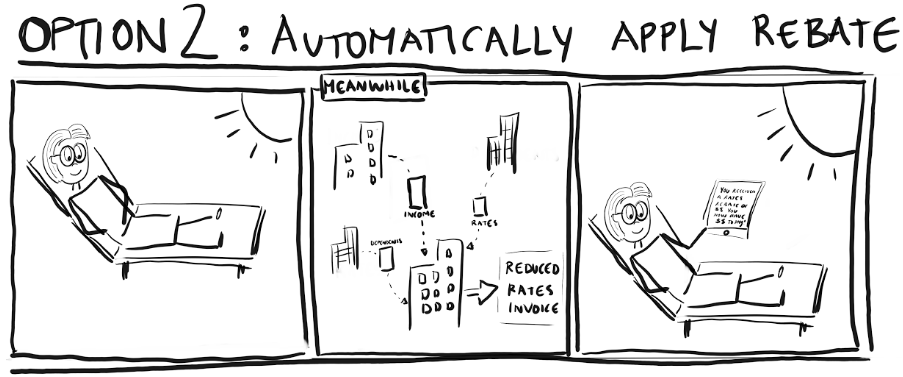 OPTION 2: AUTOMATICALLY APPLY REBATE
MEANWHILE
INCOME
RATES
DEPENDANTS
REDUCED
RATES
INVOICE
YOU RECEIVED
A RATES
REBATE OF
$$ YOU
NOW HAVE
$$ TO PAY